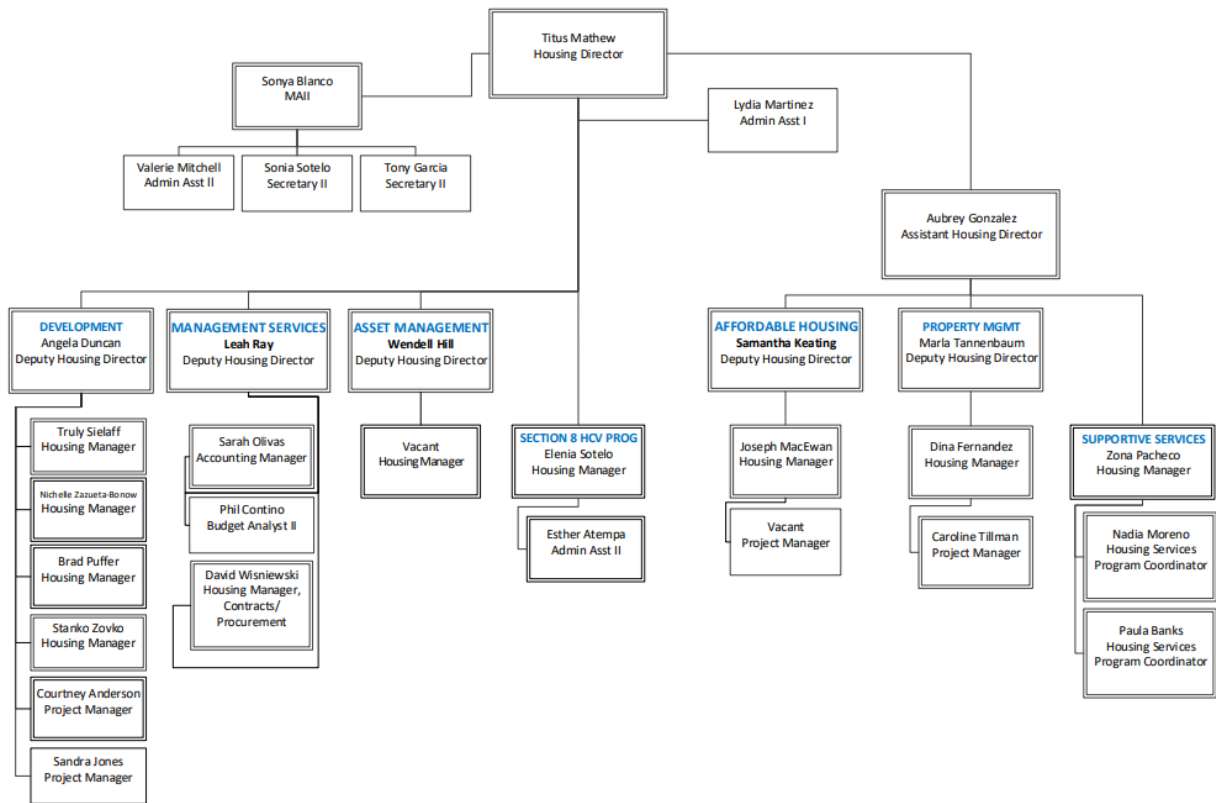 Titus Mathew
Housing Director
Sonya Blanco
MAII
Lydia Martinez
Admin Asst I
Valerie Mitchell
Admin Asst ll
Sonia Sotelo
Secretary II
Tony Garcia
Secretary II
Aubrey Gonzalez
Assistant Housing Director
DEVELOPMENT
Angela Duncan
Deputy Housing Director
MANAGEMENT SERVICES
Leah Ray
Deputy Housing Director
ASSET MANAGEMENT
Wendell Hill
Deputy Housing Director
AFFORDABLE HOUSING
Samantha Keating
Deputy Housing Director
PROPERTY MGMT
Marla Tannenbaum
Deputy Housing Director
Truly Sielaff
Housing Manager
Nichelle Zazueta-Bonow
Housing Manager
Brad Puffer
Housing Manager
Stanko Zovko
Housing Manager
Courtney Anderson
Project Manager
Sandra Jones
Project Manager
Sarah Olivas
Accounting Manager
Phil Contino
Budget Analyst II
David Wisniewski
Housing Manager,
Contracts/
Procurement
Vacant
Housing Manager
SECTION 8 HCV PROG
Elenia Sotelo
Housing Manager
Esther Atempa
Admin Asst II
Joseph MacEwan
Housing Manager
Vacant
Project Manager
Dina Fernandez
Housing Manager
Caroline Tillman
Project Manager
SUPPORTIVE SERVICES
Zona Pacheco
Housing Manager
Nadia Moreno
Housing Services
Program Coordinator
Paula Banks
Housing Services
Program Coordinator